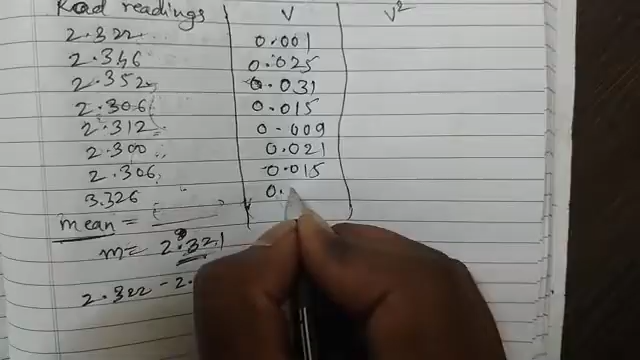 Read readings V V²
2.322 0.001
2.346 0.025
2.352 0.031
2.306 0.015
2.312 0.009
2.300 0.021
2.306 0.015
3.326 0.
mean =
m= 2.321
2.322 - 2.